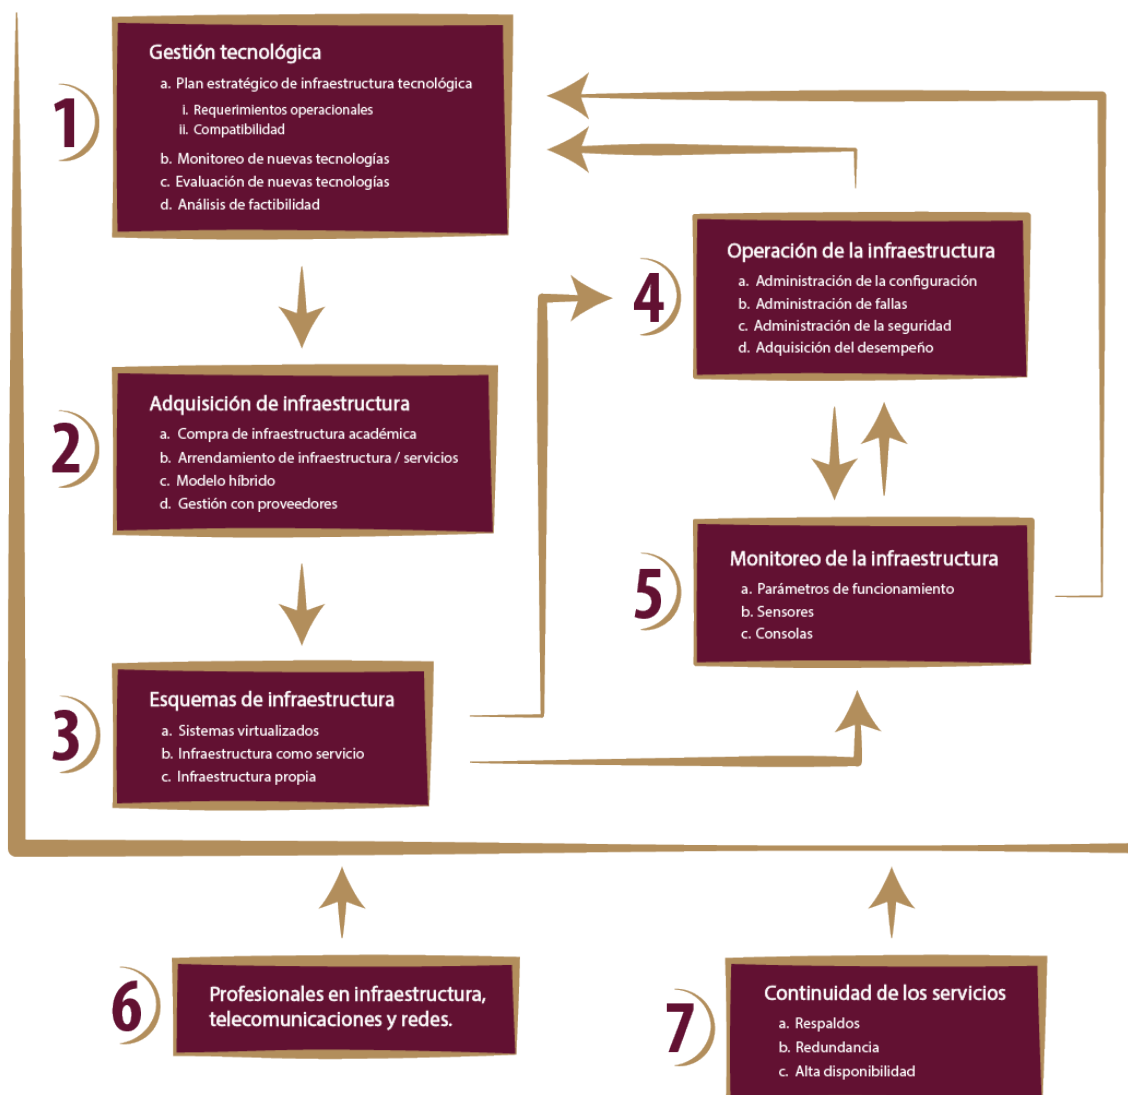 1
Gestión tecnológica
a. Plan estratégico de infraestructura tecnológica
i. Requerimientos operacionales
ii. Compatibilidad
b. Monitoreo de nuevas tecnologías
c. Evaluación de nuevas tecnologías
d. Análisis de factibilidad
2
Adquisición de infraestructura
a. Compra de infraestructura académica
b. Arrendamiento de infraestructura / servicios
c. Modelo híbrido
d. Gestión con proveedores
3
Esquemas de infraestructura
a. Sistemas virtualizados
b. Infraestructura como servicio
c. Infraestructura propia
4
Operación de la infraestructura
a. Administración de la configuración
b. Administración de fallas
c. Administración de la seguridad
d. Adquisición del desempeño
5
Monitoreo de la infraestructura
a. Parámetros de funcionamiento
b. Sensores
c. Consolas
6
Profesionales en infraestructura,
telecomunicaciones y redes.
7
Continuidad de los servicios
a. Respaldos
b. Redundancia
c. Alta disponibilidad